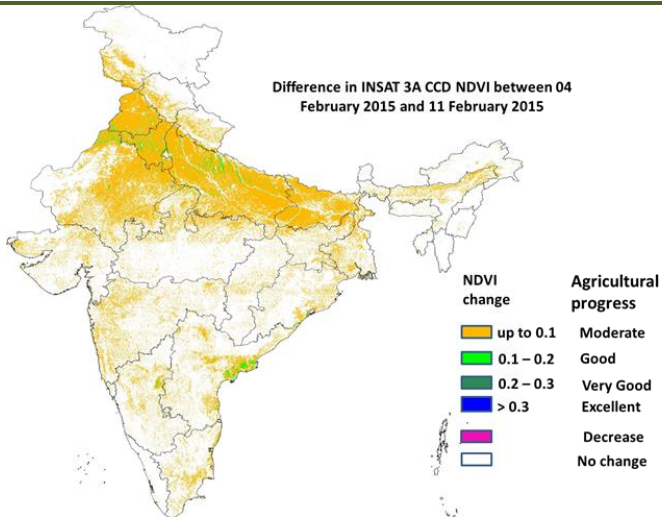 Difference in INSAT 3A CCD NDVI between 04
February 2015 and 11 February 2015
NDVI change Agricultural progress
up to 0.1 Moderate
0.1 – 0.2 Good
0.2 – 0.3 Very Good
> 0.3 Excellent
Decrease
No change